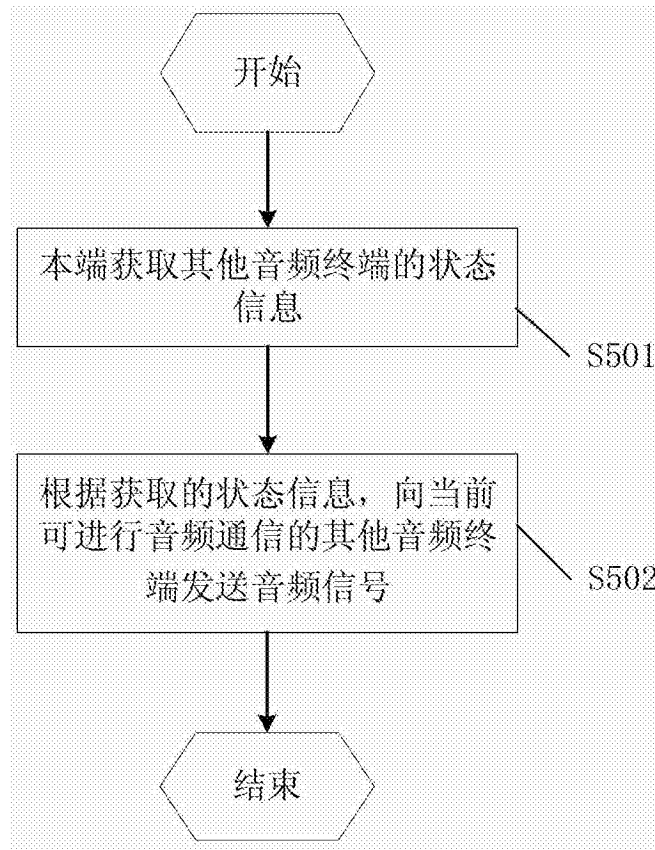 开始
本端获取其他音频终端的状态
信息
S501
根据获取的状态信息，向当前
可进行音频通信的其他音频终
端发送音频信号
S502
结束